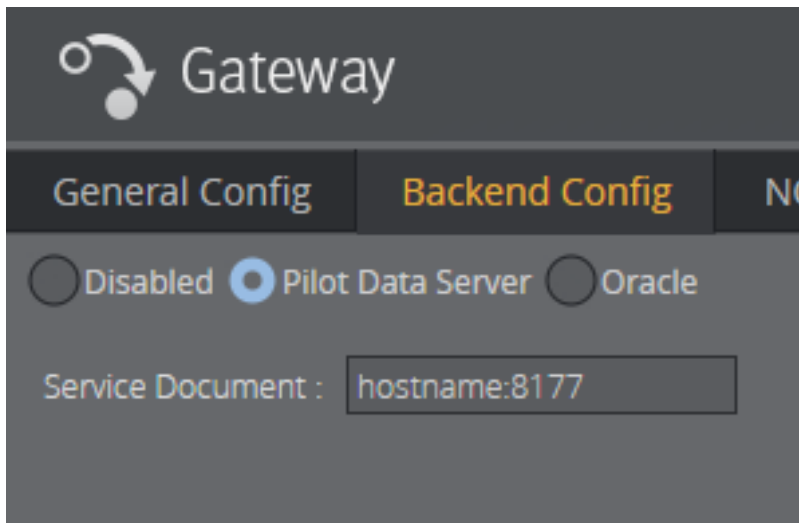 Gateway
General Config Backend Config
Disabled Pilot Data Server Oracle
Service Document : hostname:8177